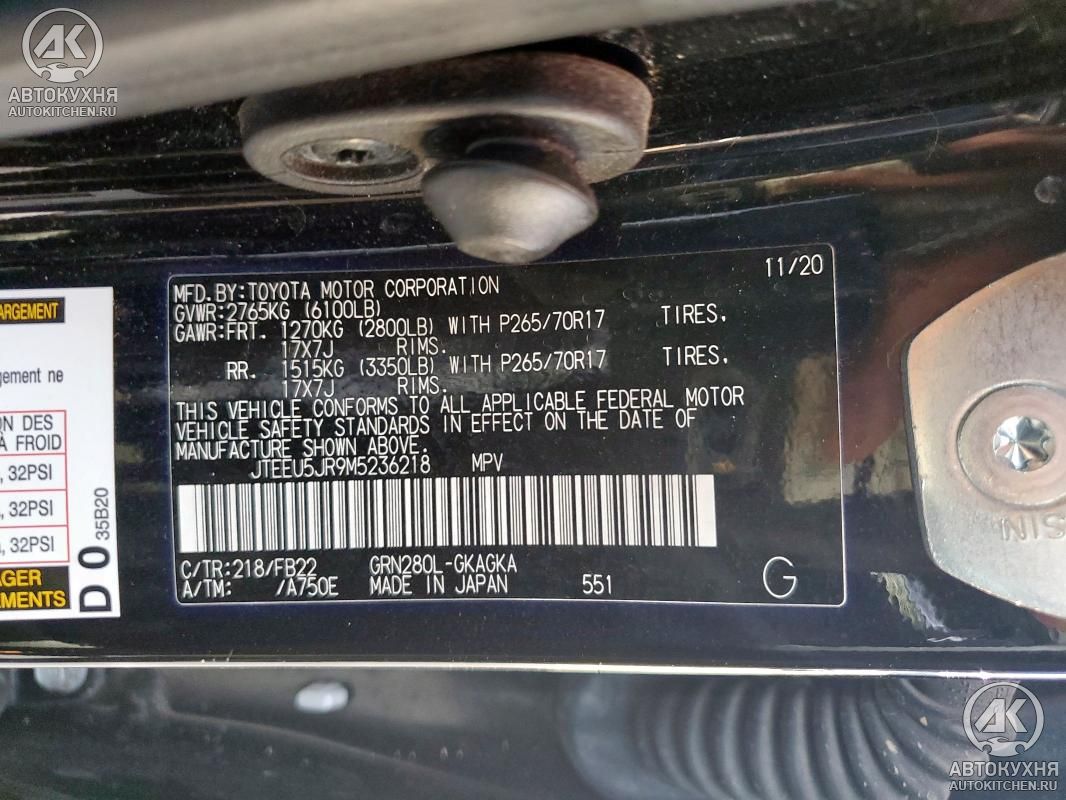 АК
АВТОКУХНЯ
AUTOKITCHEN.RU
11/20
MFD.BY:TOYOTA MOTOR CORPORATION
GVWR:2765KG (6100LB)
GAWR:FRT. 1270KG (2800LB) WITH P265/70R17 TIRES,
17X7J RIMS.
RR. 1515KG (3350LB) WITH P265/70R17 TIRES,
17X7J RIMS.
THIS VEHICLE CONFORMS TO ALL APPLICABLE FEDERAL MOTOR
VEHICLE SAFETY STANDARDS IN EFFECT ON THE DATE OF
MANUFACTURE SHOWN ABOVE.
JTEEU5JR9M5236218 MPV
C/TR:218/FB22 GRN280L-GKAGKA
A/TM: /A750E MADE IN JAPAN 551 G
ARGEMENT
gement ne
ON DES
À FROID
, 32PSI
, 32PSI
, 32PSI
AGER
EMENTS
D 0 35B20
SIN
АК
АВТОКУХНЯ
AUTOKITCHEN.RU